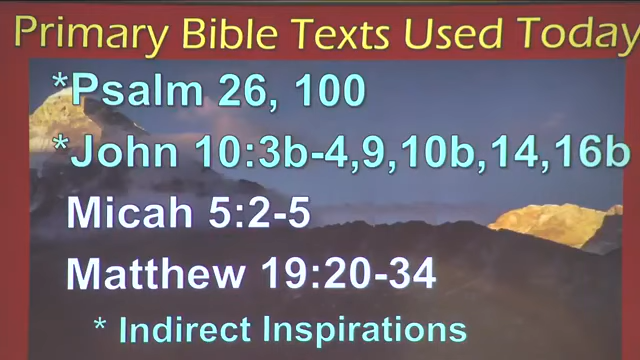 Primary Bible Texts Used Today
*Psalm 26, 100
*John 10:3b-4,9,10b,14,16b
Micah 5:2-5
Matthew 19:20-34
* Indirect Inspirations